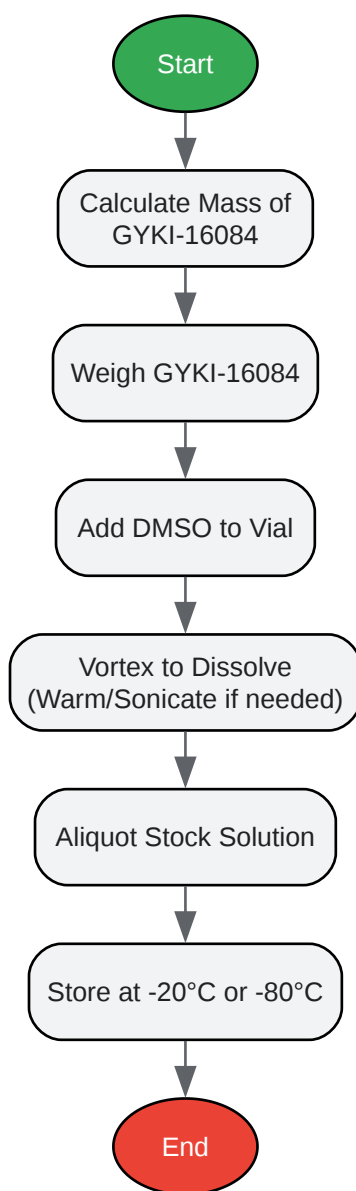 Start
Calculate Mass of
GYKI-16084
Weigh GYKI-16084
Add DMSO to Vial
Vortex to Dissolve
(Warm/Sonicate if needed)
Aliquot Stock Solution
Store at -20°C or -80°C
End